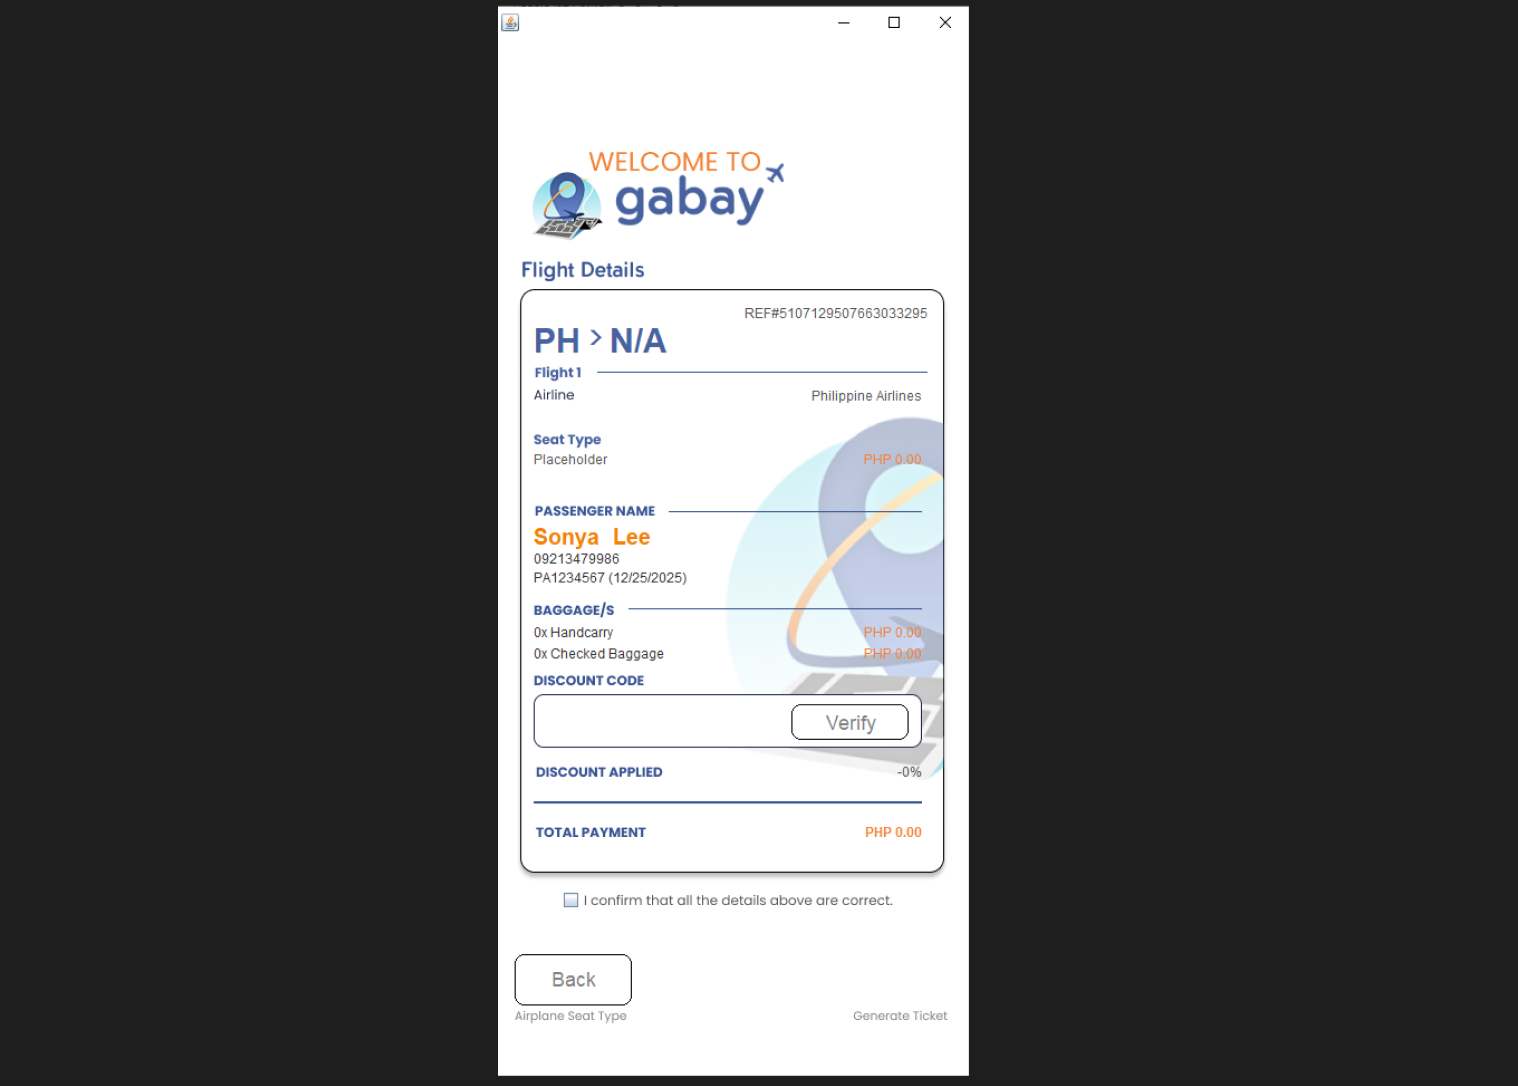 WELCOME TO
gabay
Flight Details
REF#5107129507663033295
PH > N/A
Flight 1
Airline Philippine Airlines
Seat Type
Placeholder PHP 0.00
PASSENGER NAME
Sonya Lee
09213479986
PA1234567 (12/25/2025)
BAGGAGE/S
0x Handcarry PHP 0.00
0x Checked Baggage PHP 0.00
DISCOUNT CODE
Verify
DISCOUNT APPLIED -0%
TOTAL PAYMENT PHP 0.00
I confirm that all the details above are correct.
Back
Airplane Seat Type Generate Ticket